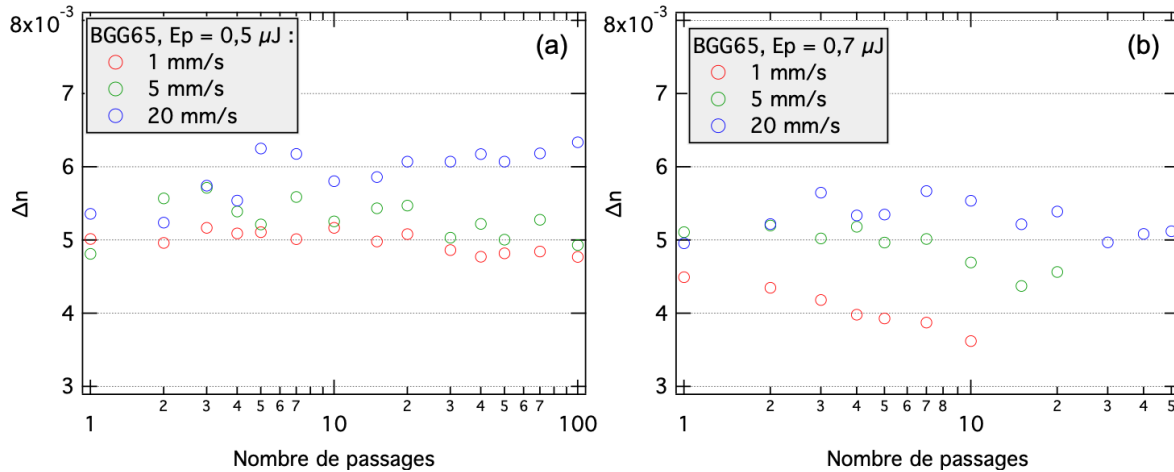 8x10⁻³
7
6
5
4
3
Δn
BGG65, Ep = 0,5 µJ :
1 mm/s
5 mm/s
20 mm/s
(a)
2 3 4 5 6 7 2 3 4 5 6 7
1 10 100
Nombre de passages
8x10⁻³
7
6
5
4
3
Δn
BGG65, Ep = 0,7 µJ
1 mm/s
5 mm/s
20 mm/s
(b)
2 3 4 5 6 7 8 2 3 4 5
1 10
Nombre de passages